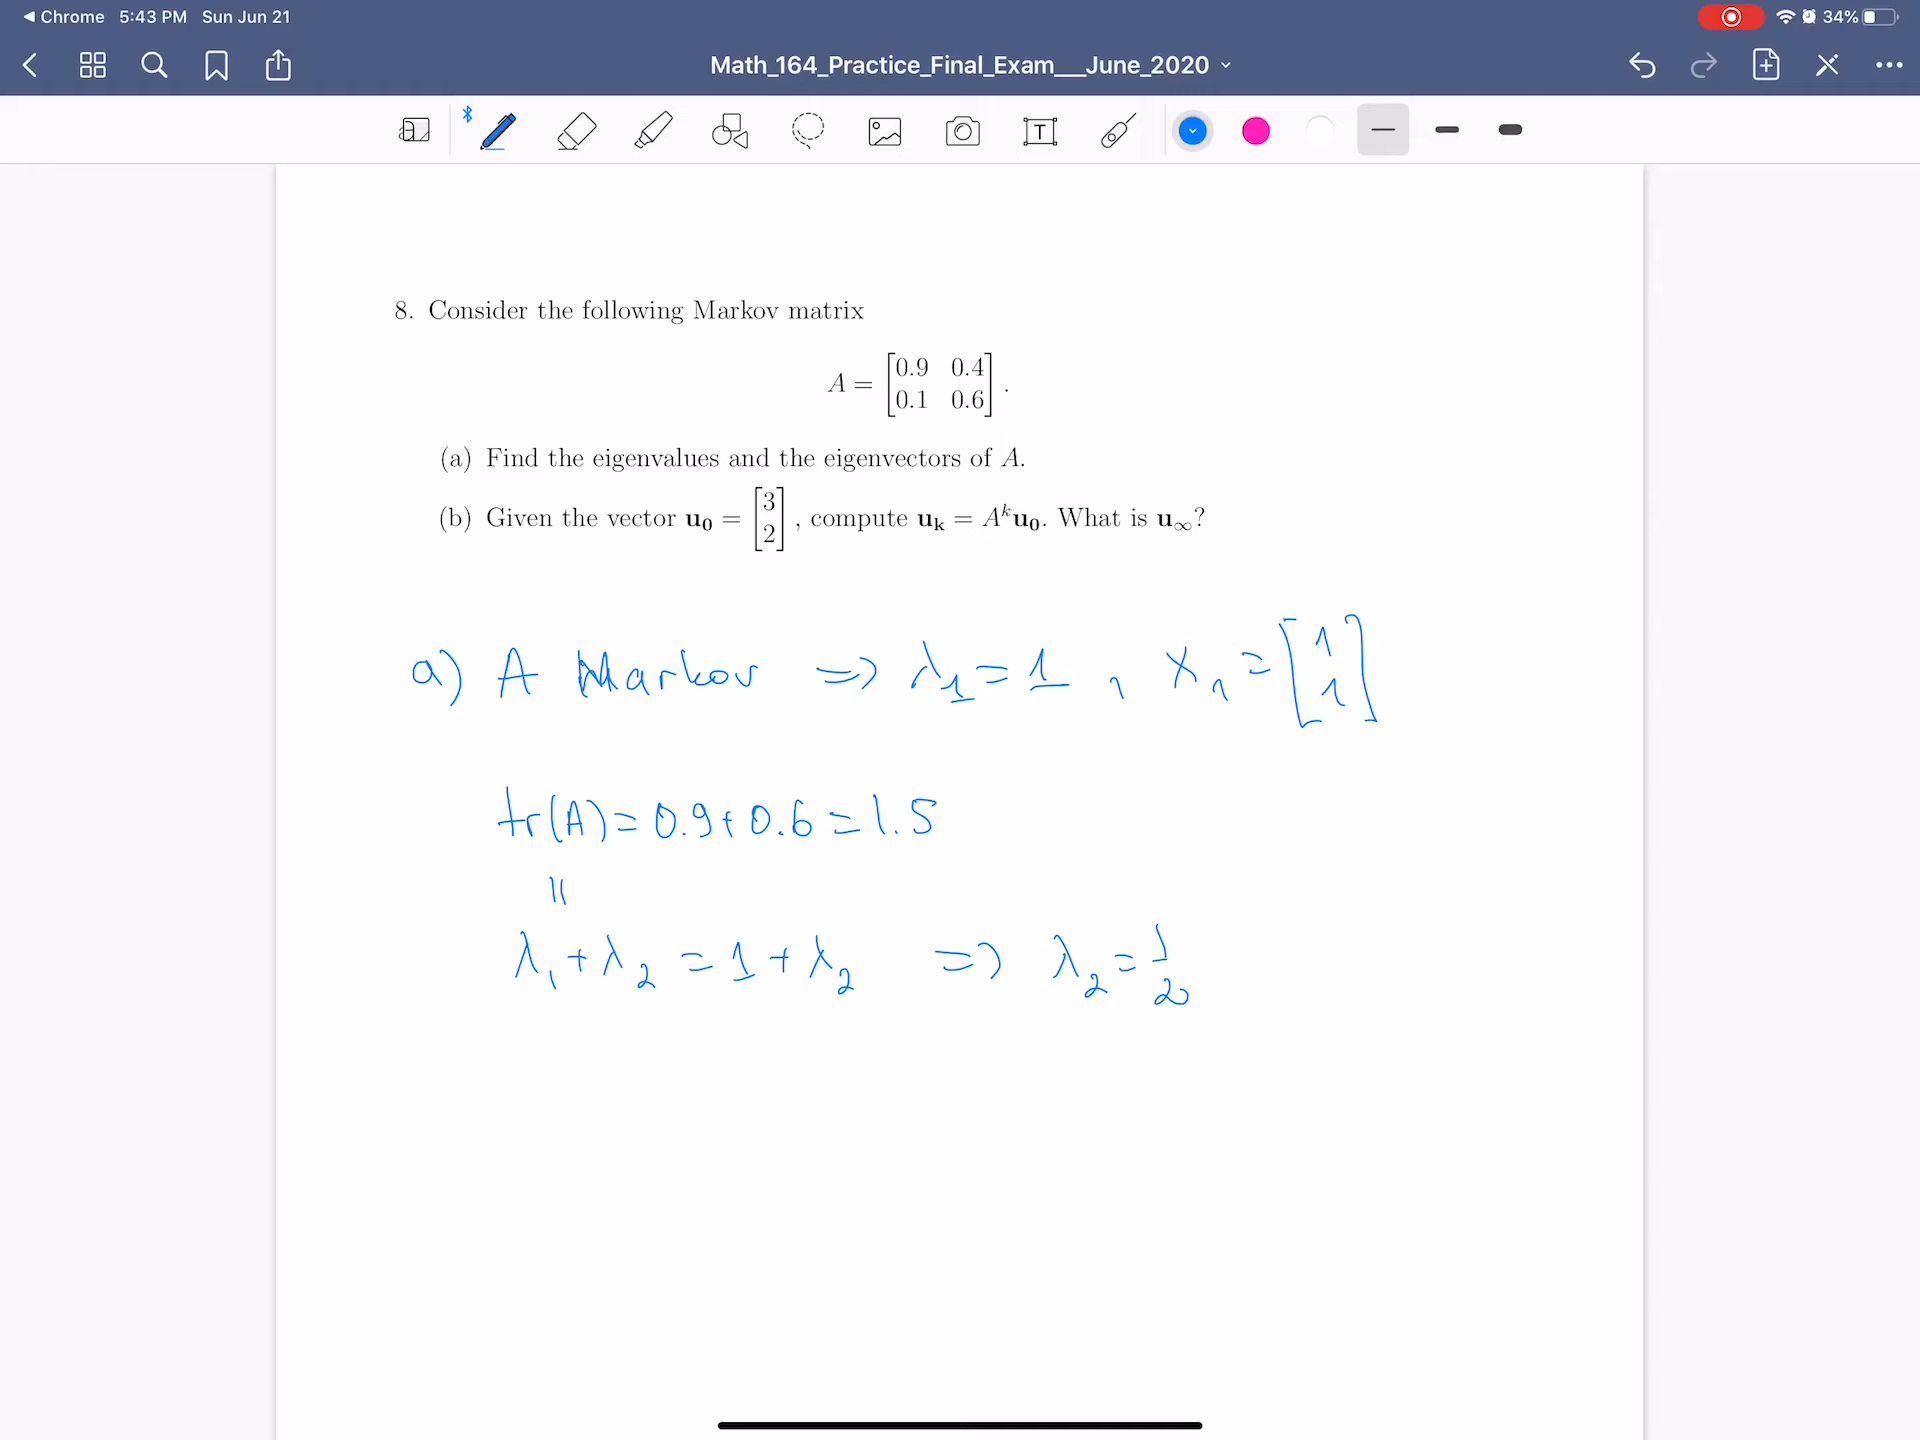 ◀ Chrome 5:43 PM Sun Jun 21 34%
Math_164_Practice_Final_Exam___June_2020
8. Consider the following Markov matrix
A = [0.9 0.4
0.1 0.6].
(a) Find the eigenvalues and the eigenvectors of A.
(b) Given the vector u₀ = [3
2], compute uₖ = Aᵏu₀. What is u∞?
a) A Markov => λ₁ = 1, x₁ = [1
1]
tr(A) = 0.9 + 0.6 = 1.5
||
λ₁ + λ₂ = 1 + λ₂ => λ₂ = 1/2